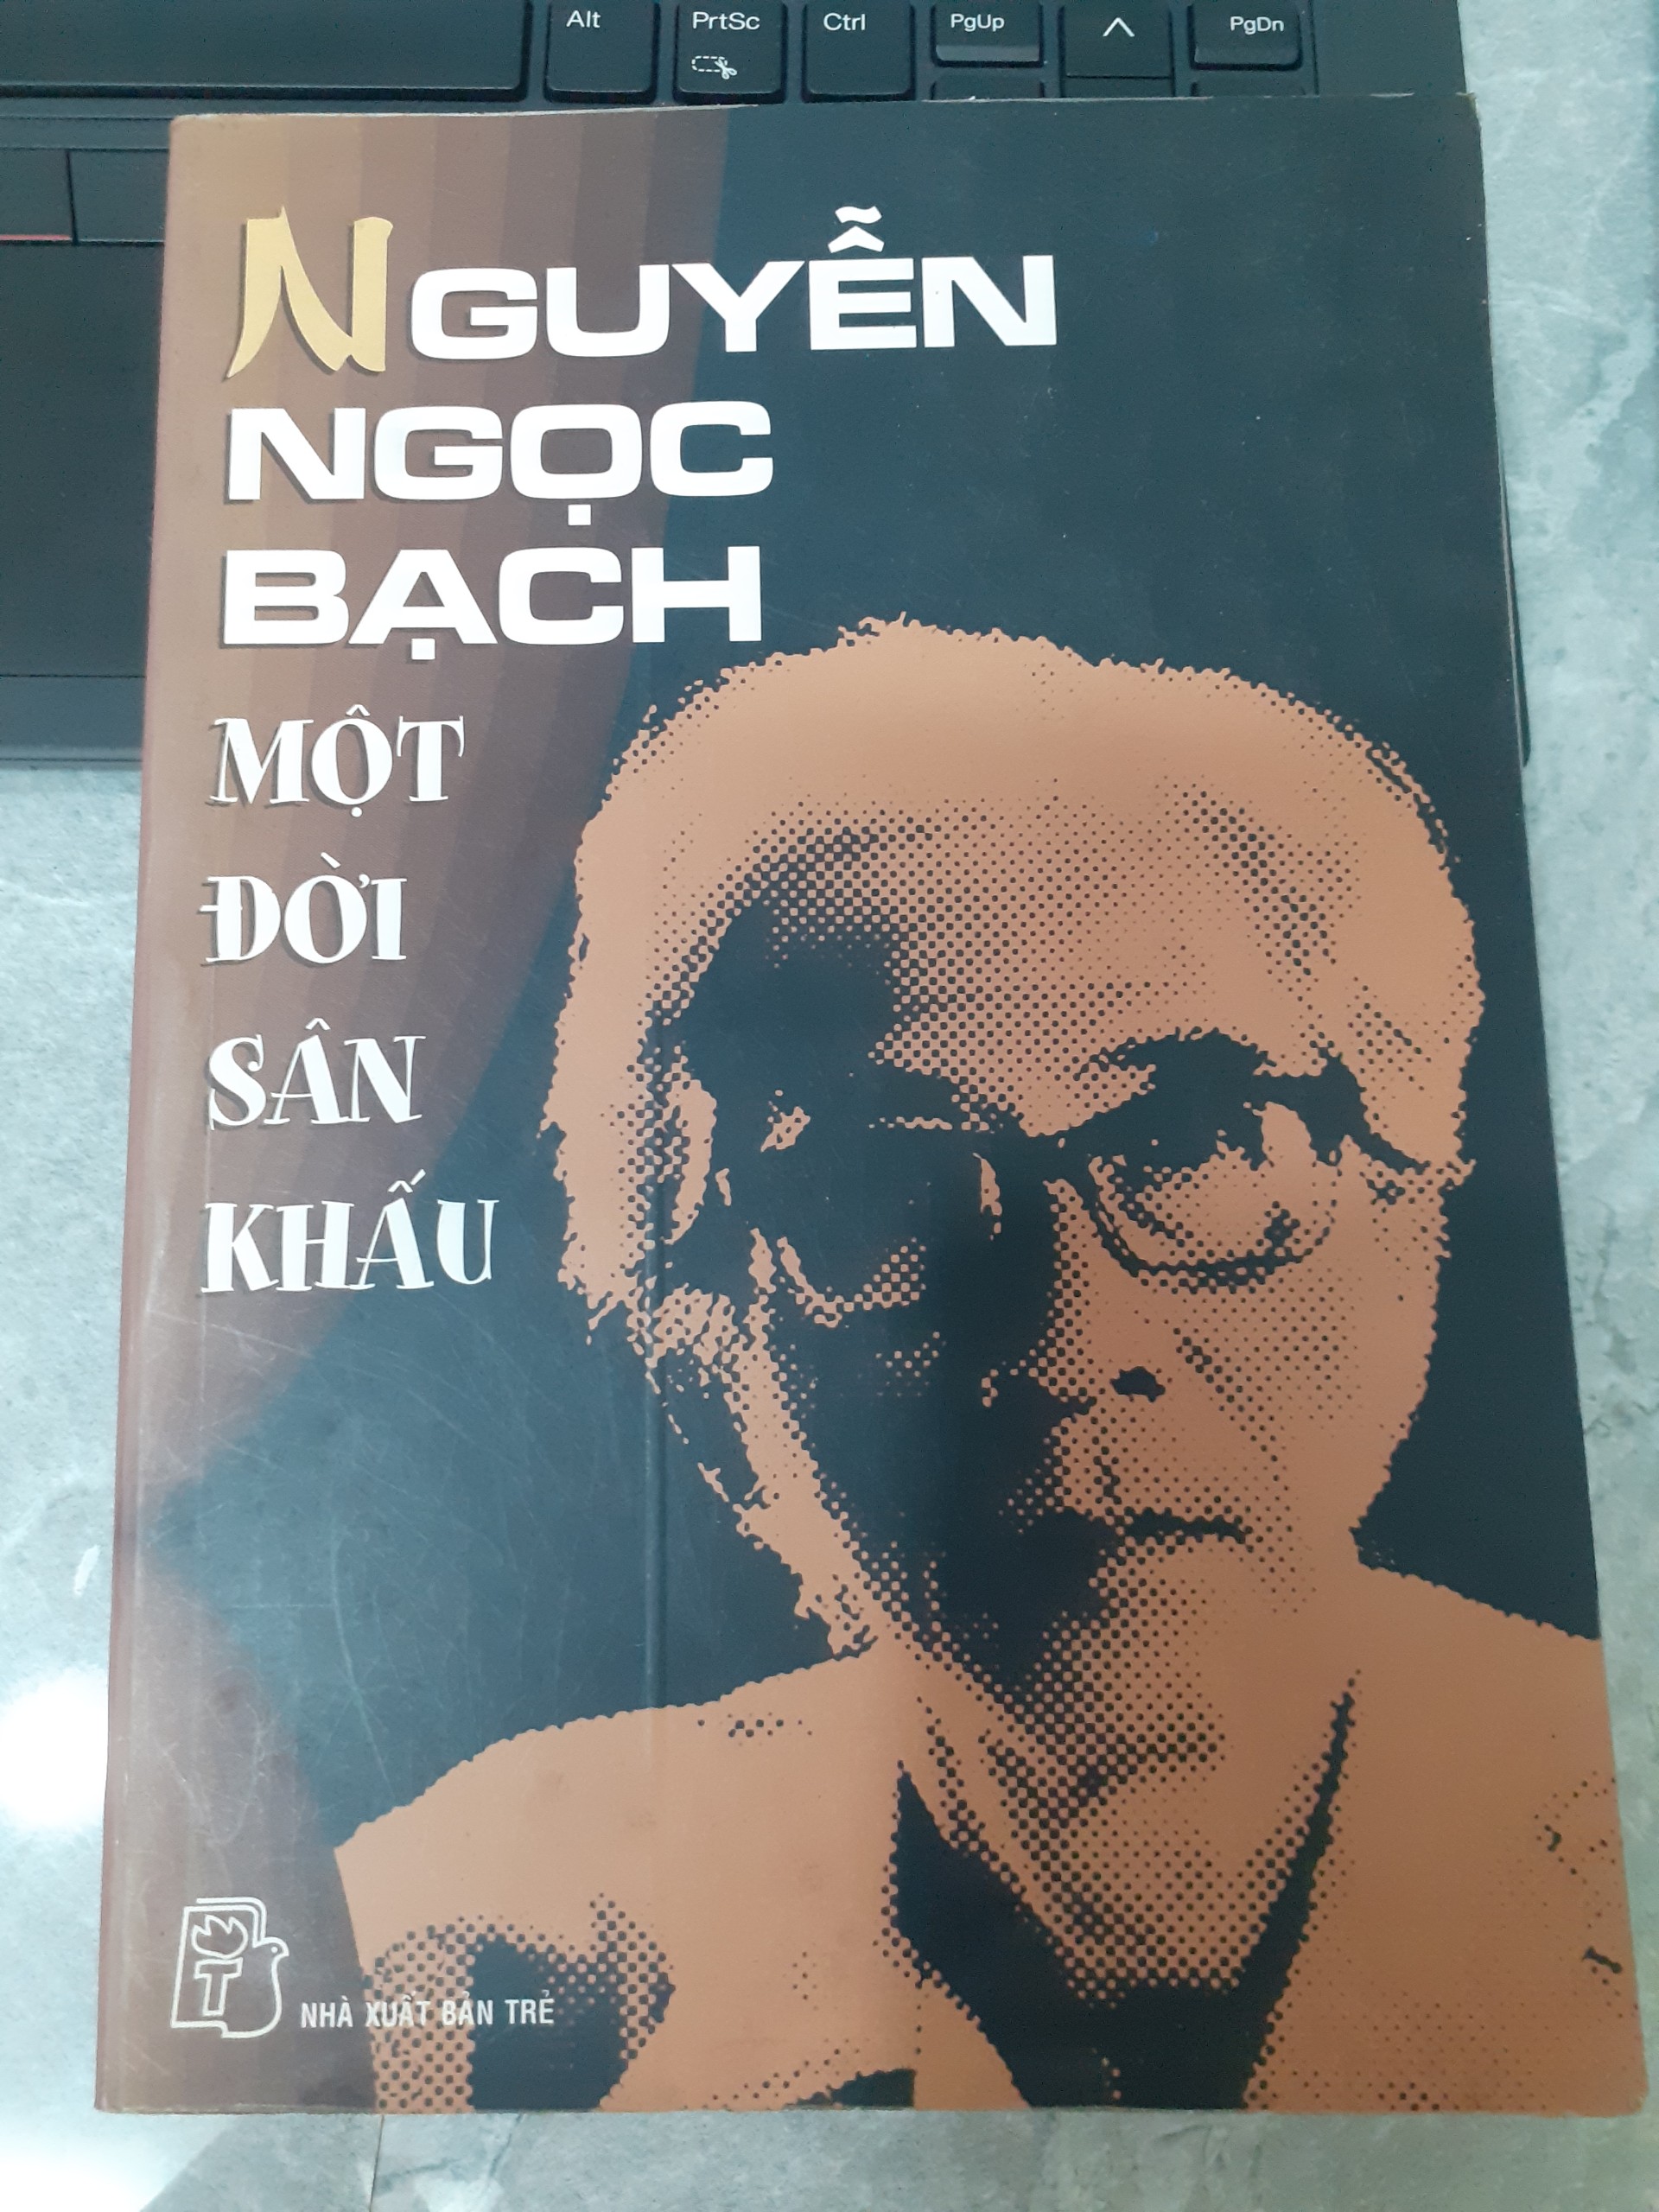 Alt PrtSc Ctrl PgUp PgDn
NGUYỄN
NGỌC
BẠCH
MỘT
ĐỜI
SÂN
KHẤU
T
NHÀ XUẤT BẢN TRẺ